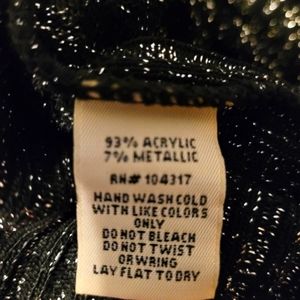 93% ACRYLIC
7% METALLIC
RN# 104317
HAND WASH COLD
WITH LIKE COLORS
ONLY
DO NOT BLEACH
DO NOT TWIST
OR WRING
LAY FLAT TO DRY